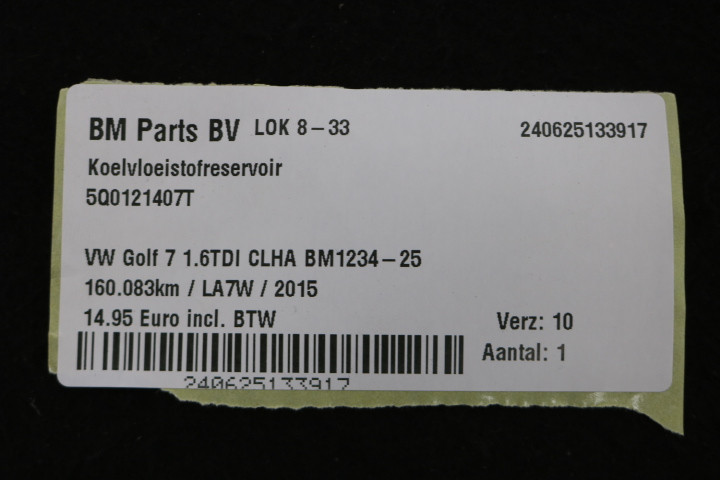 BM Parts BV LOK 8-33 240625133917
Koelvloeistofreservoir
5Q0121407T
VW Golf 7 1.6TDI CLHA BM1234-25
160.083km / LA7W / 2015
14.95 Euro incl. BTW Verz: 10
Aantal: 1
240625133917